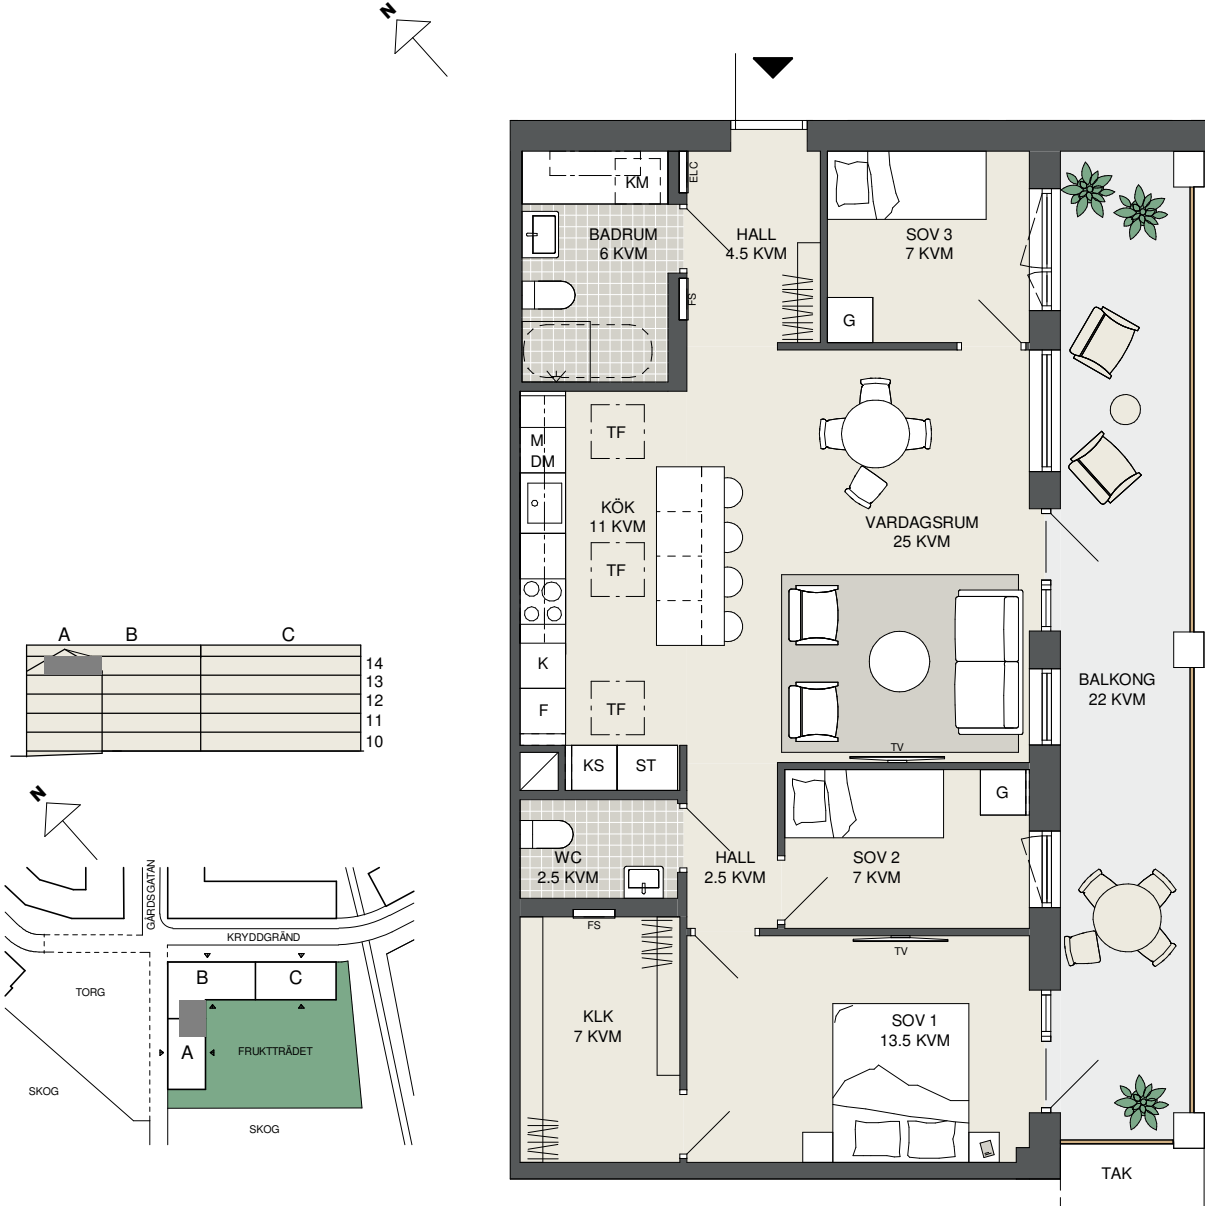 N
KM
ELC
BADRUM
6 KVM
HALL
4.5 KVM
SOV 3
7 KVM
FS
G
TF
M
DM
KÖK
11 KVM
VARDAGSRUM
25 KVM
TF
K
F
TF
BALKONG
22 KVM
TV
KS
ST
G
WC
2.5 KVM
HALL
2.5 KVM
SOV 2
7 KVM
FS
TV
KLK
7 KVM
SOV 1
13.5 KVM
TAK
A
B
C
14
13
12
11
10
N
GÅRDSGATAN
KRYDDGRÄND
B
C
TORG
A
FRUKTTRÄDET
SKOG
SKOG